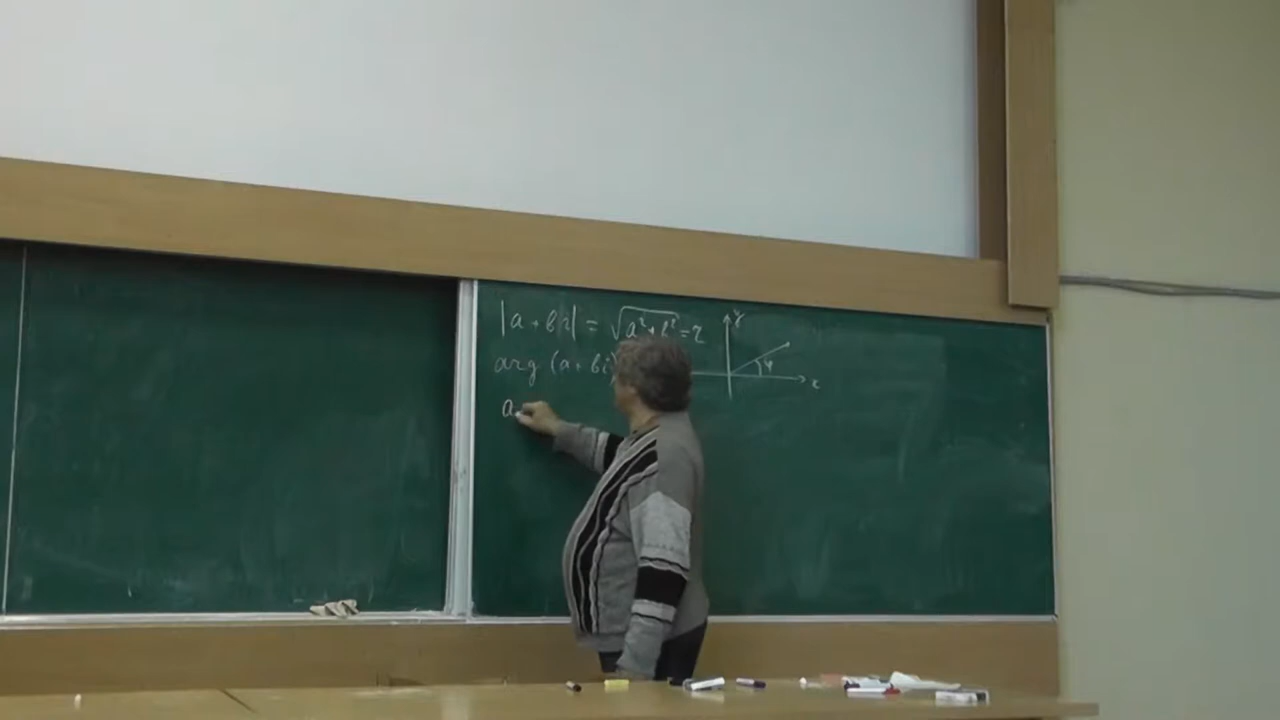 |a + bi| = √a²+b² = r
arg (a + bi)
a
y
φ
x